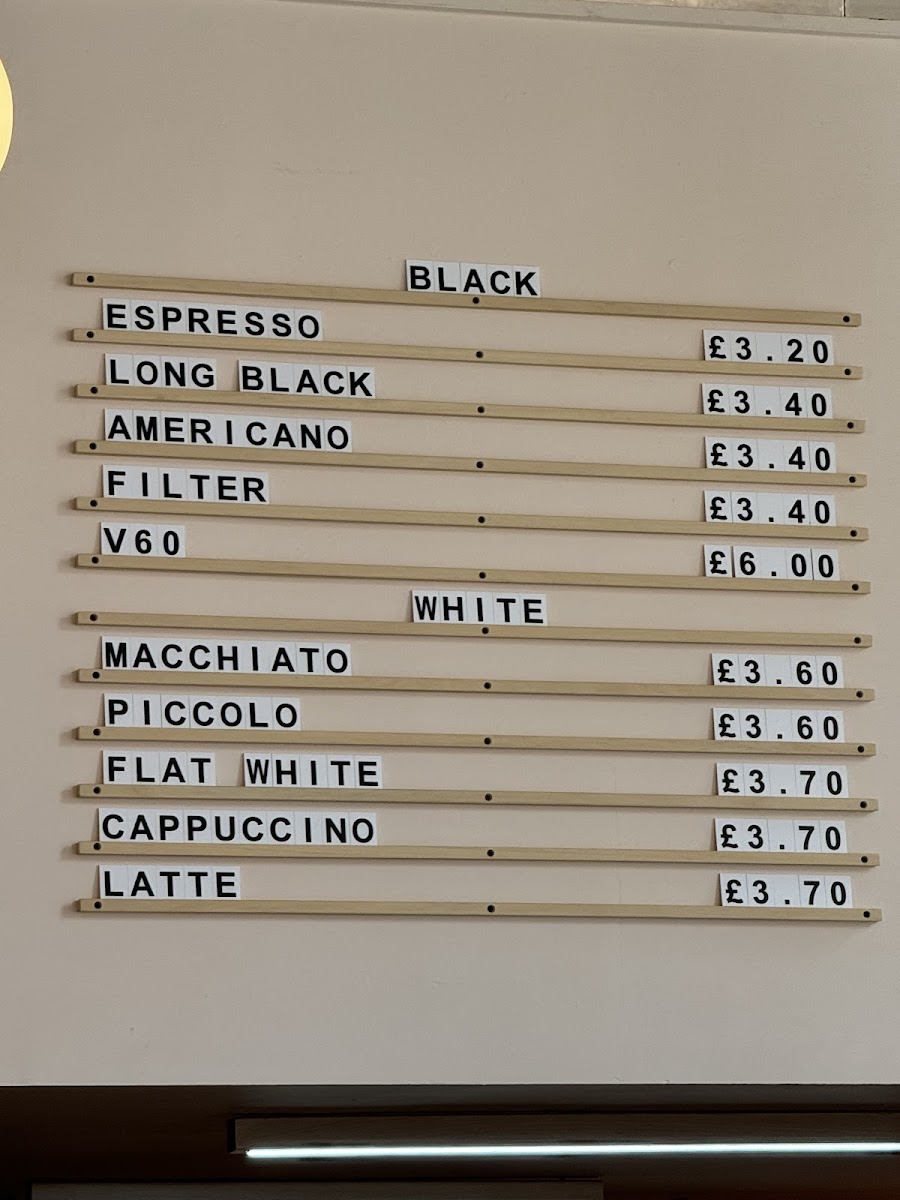 BLACK
ESPRESSO £3.20
LONG BLACK £3.40
AMERICANO £3.40
FILTER £3.40
V60 £6.00
WHITE
MACCHIATO £3.60
PICCOLO £3.60
FLAT WHITE £3.70
CAPPUCCINO £3.70
LATTE £3.70